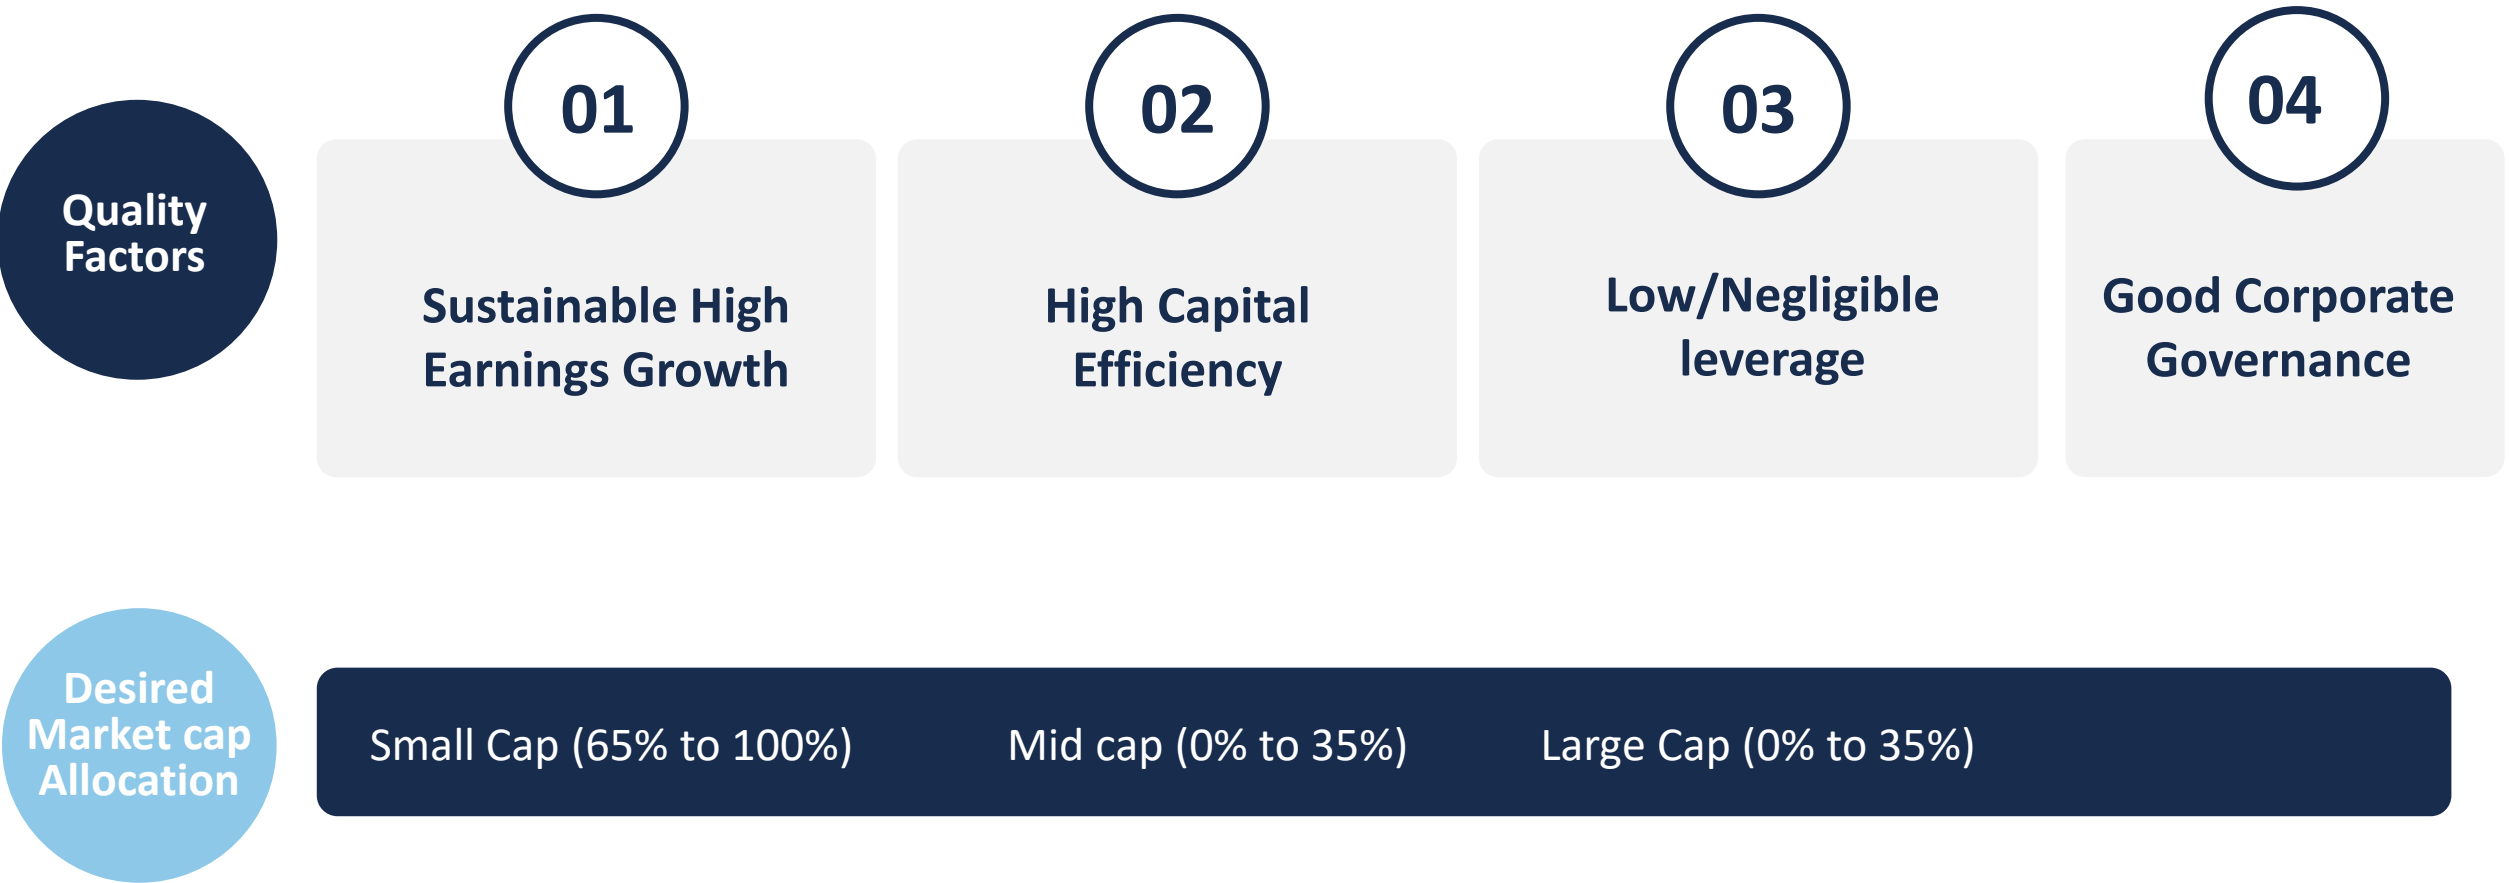 Quality
Factors
01
Sustainable High
Earnings Growth
02
High Capital
Efficiency
03
Low/Negligible
leverage
04
Good Corporate
Governance
Desired
Market cap
Allocation
Small Cap (65% to 100%)
Mid cap (0% to 35%)
Large Cap (0% to 35%)